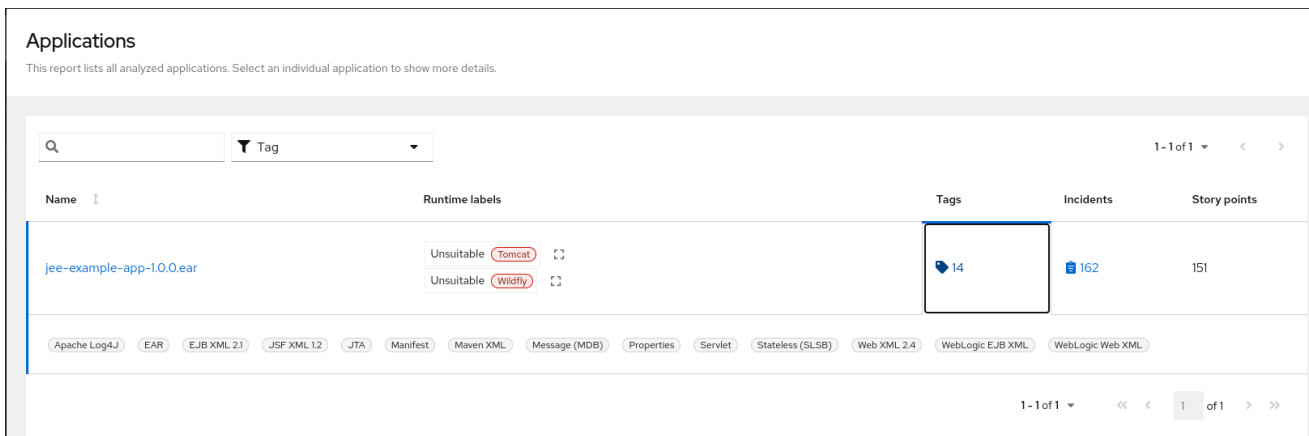 Applications
This report lists all analyzed applications. Select an individual application to show more details.
Tag
1 - 1 of 1
Name
Runtime labels
Tags
Incidents
Story points
jee-example-app-1.0.0.ear
Unsuitable Tomcat
Unsuitable Wildfly
14
162
151
Apache Log4J EAR EJB XML 2.1 JSF XML 1.2 JTA Manifest Maven XML Message (MDB) Properties Servlet Stateless (SLSB) Web XML 2.4 WebLogic EJB XML WebLogic Web XML
1 - 1 of 1
1 of 1